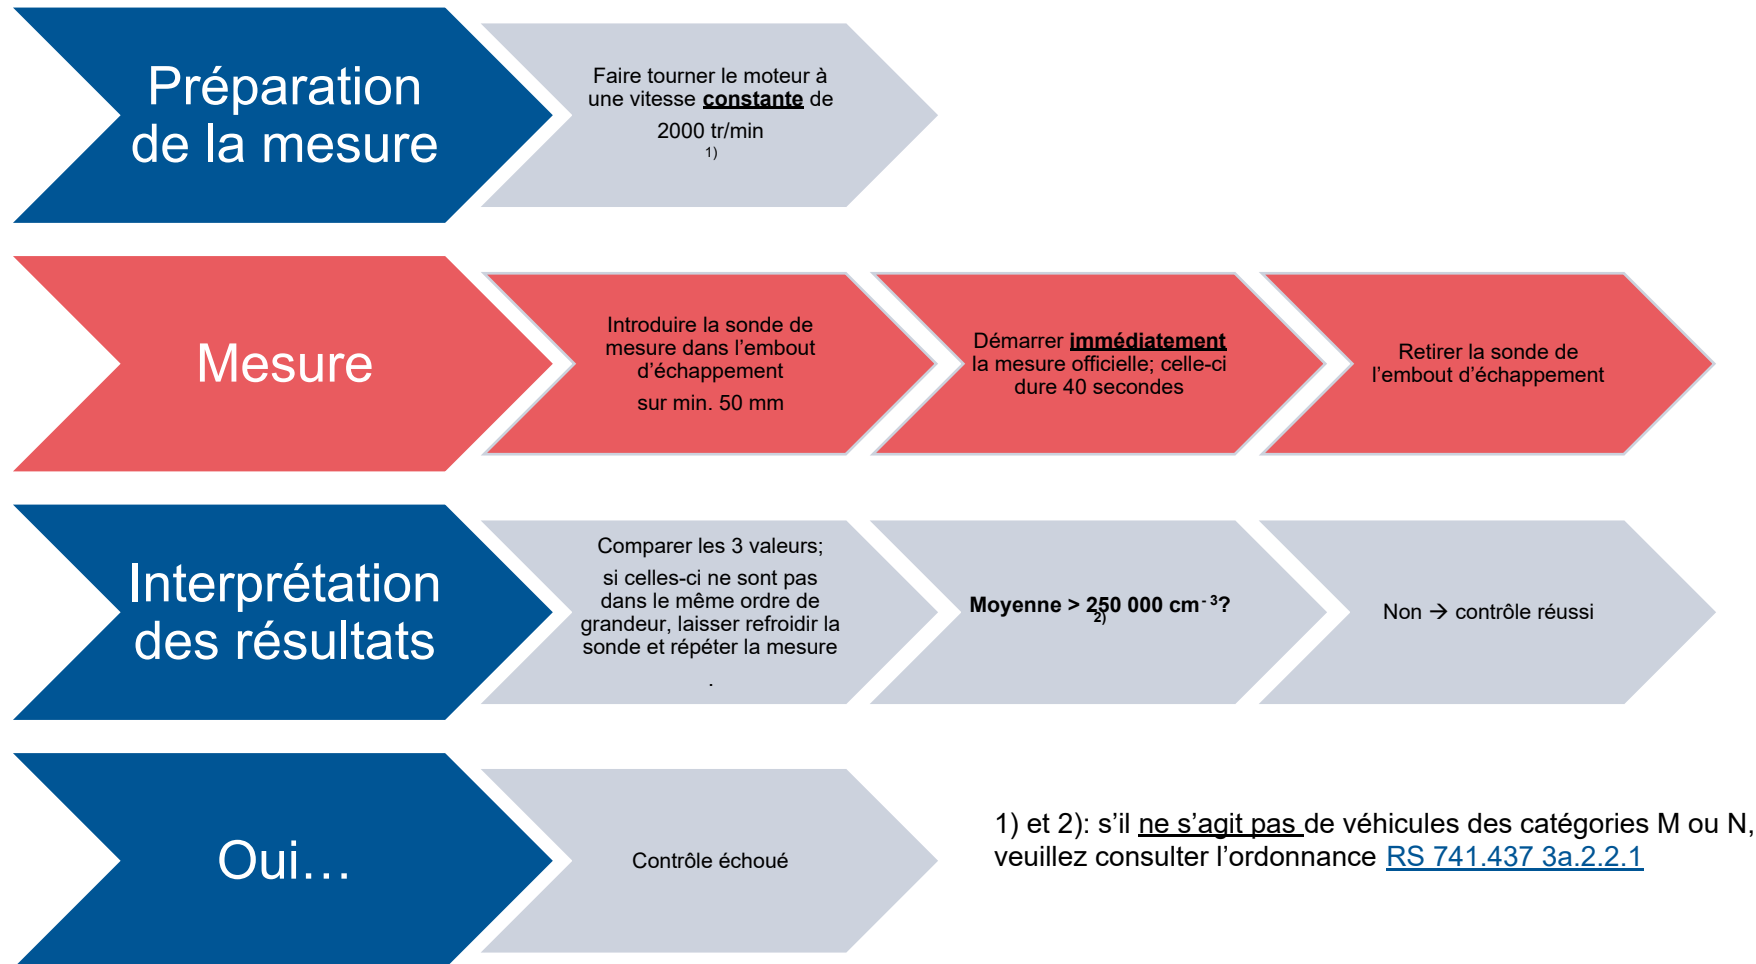 Préparation
de la mesure
Faire tourner le moteur à
une vitesse constante de
2000 tr/min
1)
Mesure
Introduire la sonde de
mesure dans l’embout
d’échappement
sur min. 50 mm
Démarrer immédiatement
la mesure officielle; celle-ci
dure 40 secondes
Retirer la sonde de
l’embout d’échappement
Interprétation
des résultats
Comparer les 3 valeurs;
si celles-ci ne sont pas
dans le même ordre de
grandeur, laisser refroidir la
sonde et répéter la mesure
.
Moyenne > 250 000 cm⁻³?
2)
Non → contrôle réussi
Oui…
Contrôle échoué
1) et 2): s’il ne s’agit pas de véhicules des catégories M ou N,
veuillez consulter l’ordonnance RS 741.437 3a.2.2.1